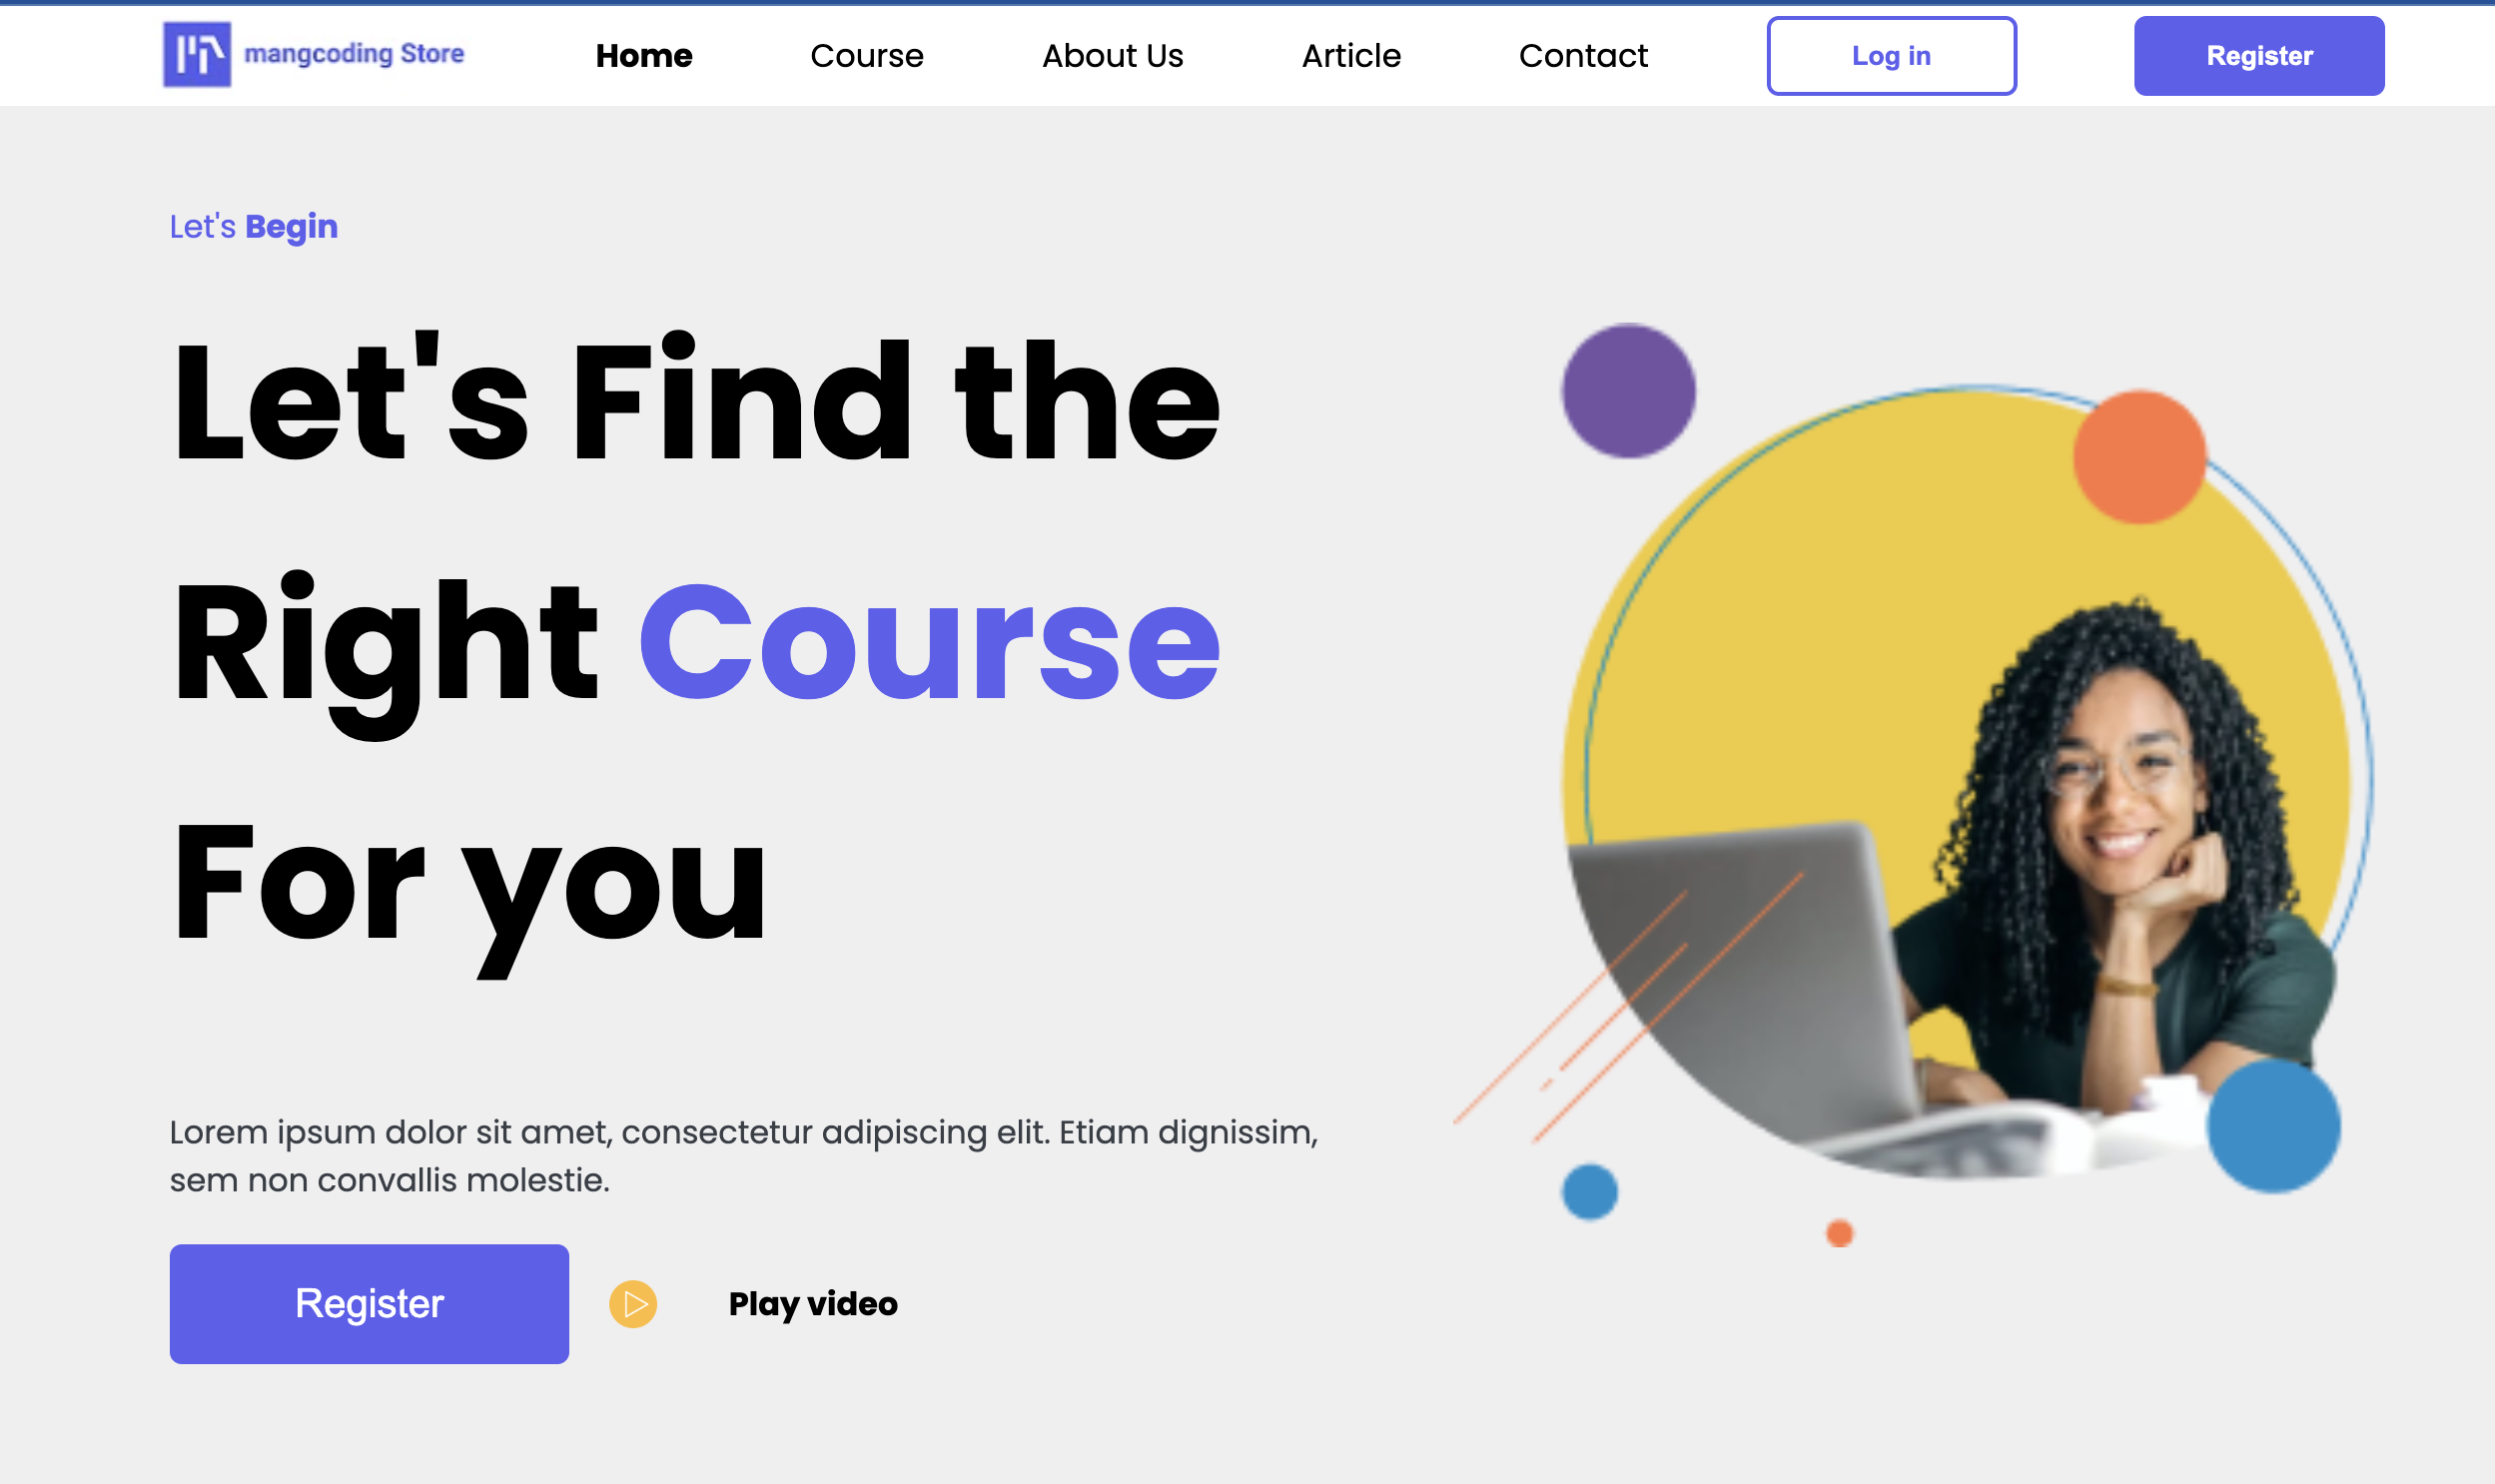 mangcoding Store
Home
Course
About Us
Article
Contact
Log in
Register
Let's Begin
Let's Find the
Right Course
For you
Lorem ipsum dolor sit amet, consectetur adipiscing elit. Etiam dignissim,
sem non convallis molestie.
Register
Play video